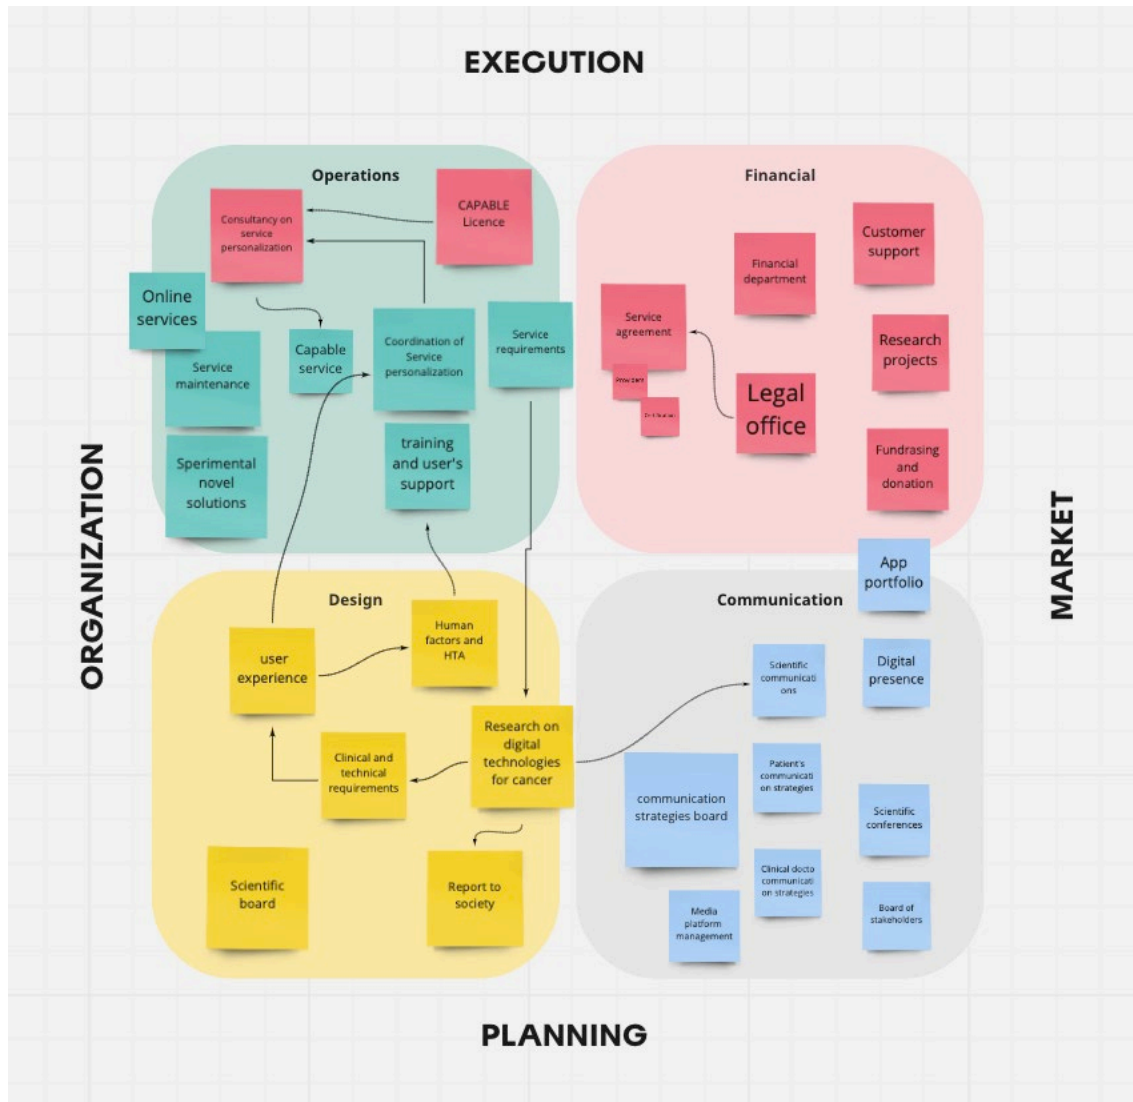 EXECUTION
Operations
Consultancy on
service
personalization
CAPABLE
Licence
Online
services
Service
maintenance
Capable
service
Coordination of
Service
personalization
Service
requirements
Sperimental
novel
solutions
training
and user's
support
Financial
Financial
department
Customer
support
Service
agreement
Providers
Research
projects
Legal
office
Fundrasing and
donation
ORGANIZATION
MARKET
Design
user
experience
Human
factors and
HTA
Clinical and
technical
requirements
Research on
digital
technologies
for cancer
Scientific
board
Report to
society
Communication
App
portfolio
Scientific
communicati
ons
Digital
presence
communication
strategies board
Patient's
communicati
on strategies
Scientific
conferences
Clinical docto
communicati
on strategies
Media
platform
management
Board of
stakeholders
PLANNING